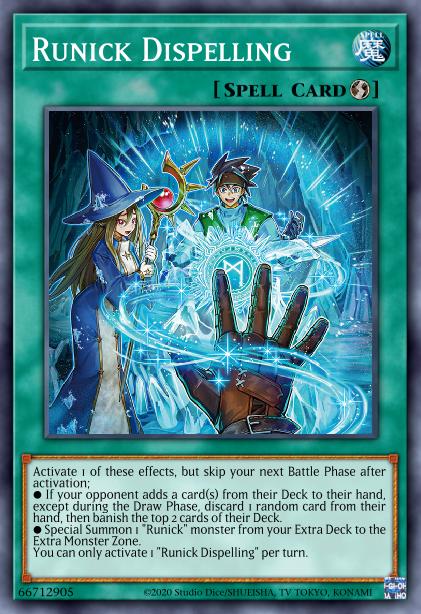 Runick Dispelling
魔
[Spell Card]
Activate 1 of these effects, but skip your next Battle Phase after
activation;
● If your opponent adds a card(s) from their Deck to their hand,
except during the Draw Phase, discard 1 random card from their
hand, then banish the top 2 cards of their Deck.
● Special Summon 1 "Runick" monster from your Extra Deck to the
Extra Monster Zone.
You can only activate 1 "Runick Dispelling" per turn.
66712905
©2020 Studio Dice/SHUEISHA, TV TOKYO, KONAMI